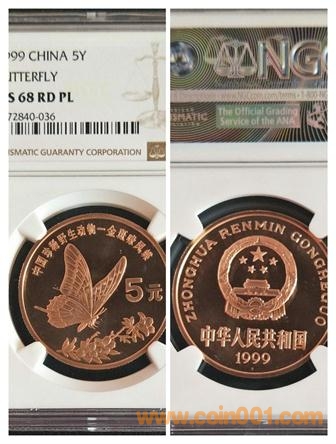 999 CHINA 5Y
UTTERFLY
S 68 RD PL
72840-036
NUMISMATIC GUARANTY CORPORATION
中国珍稀野生动物—金斑喙凤蝶
5元
NGC
The Official Grading
Service of the ANA
ZHONGHUA RENMIN GONGHEGUO
中华人民共和国
1999
www.coin001.com